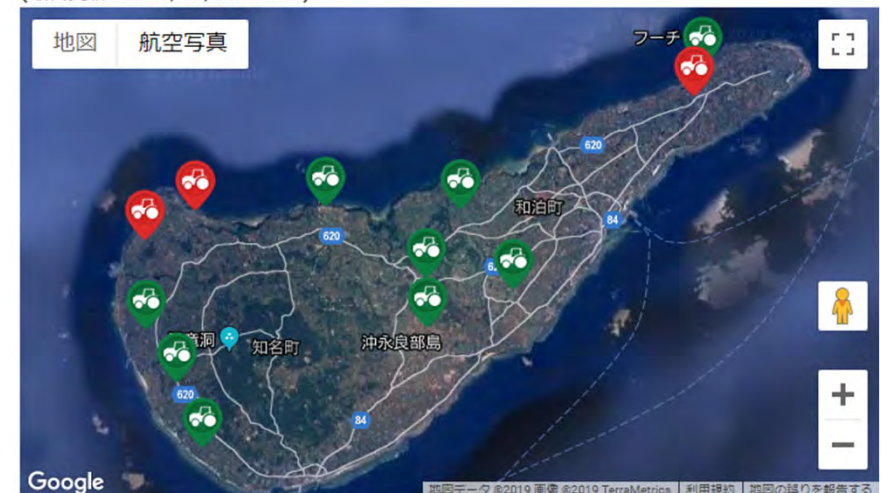 地図 航空写真
フーチ
620
和泊町
84
620
洞
知名町
沖永良部島
620
84
Google
地図データ ©2019 画像 ©2019 TerraMetrics 利用規約 地図の誤りを報告する